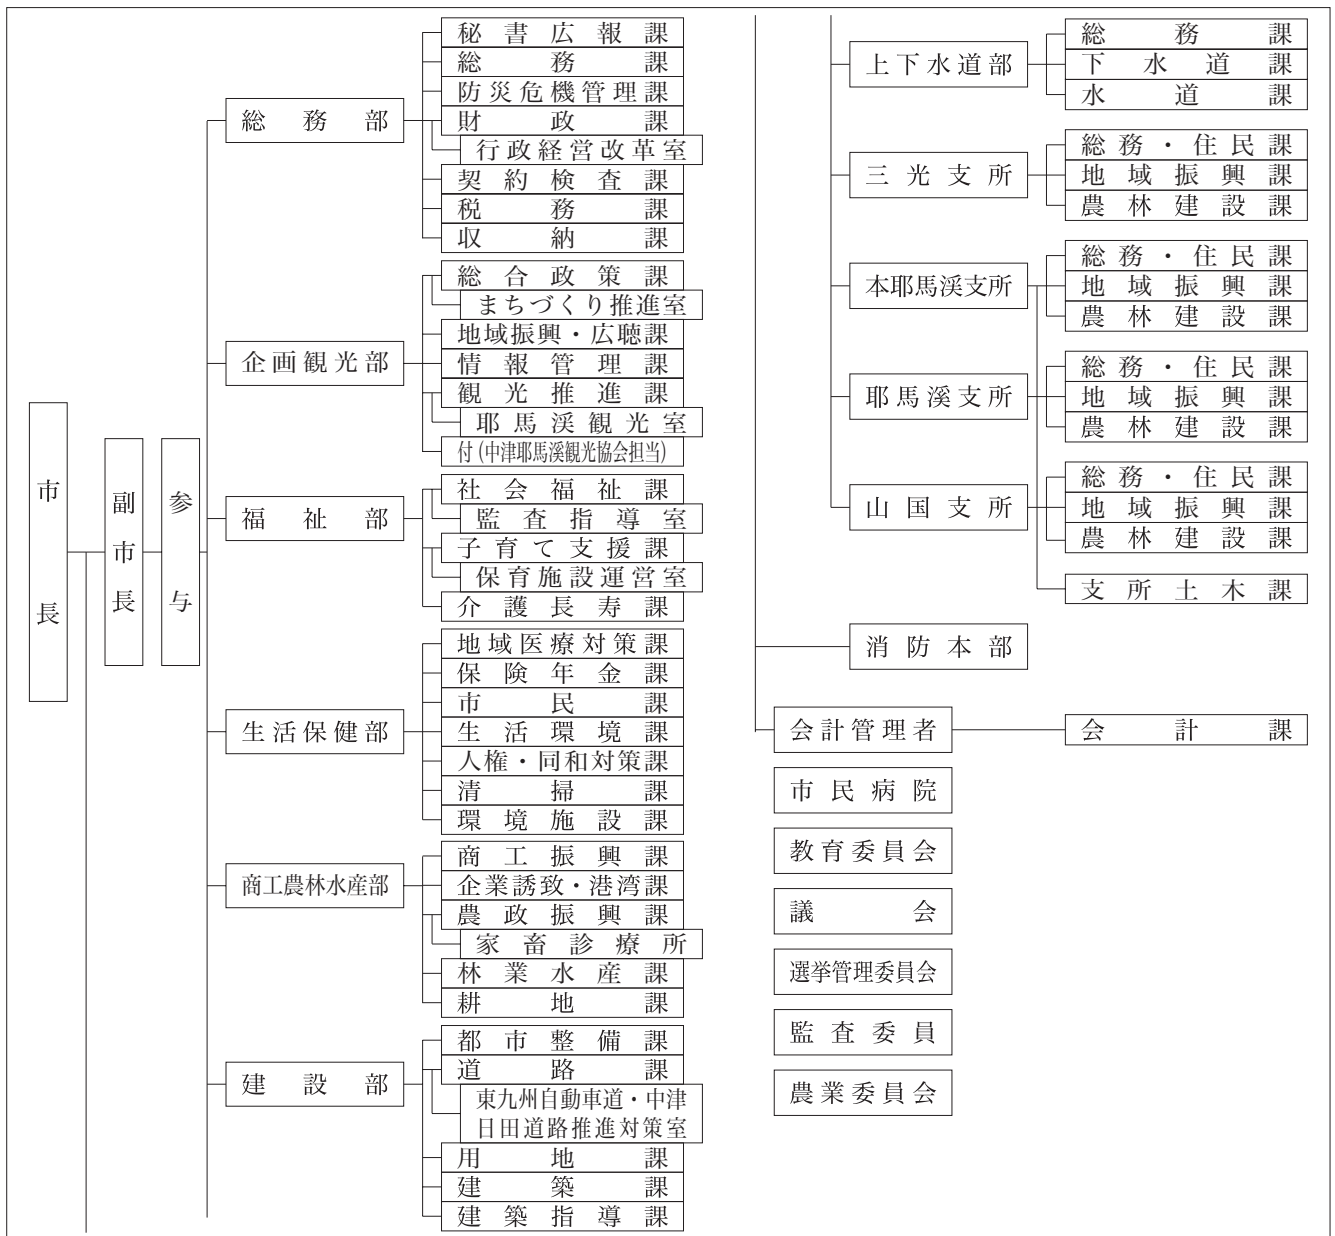 市長
副市長
参与
総務部
秘書広報課
総務課
防災危機管理課
財政課
行政経営改革室
契約検査課
税務課
収納課
企画観光部
総合政策課
まちづくり推進室
地域振興・広聴課
情報管理課
観光推進課
耶馬渓観光室
付(中津耶馬渓観光協会担当)
福祉部
社会福祉課
監査指導室
子育て支援課
保育施設運営室
介護長寿課
生活保健部
地域医療対策課
保険年金課
市民課
生活環境課
人権・同和対策課
清掃課
環境施設課
商工農林水産部
商工振興課
企業誘致・港湾課
農政振興課
家畜診療所
林業水産課
耕地課
建設部
都市整備課
道路課
東九州自動車道・中津
日田道路推進対策室
用地課
建築課
建築指導課
上下水道部
総務課
下水道課
水道課
三光支所
総務・住民課
地域振興課
農林建設課
本耶馬渓支所
総務・住民課
地域振興課
農林建設課
耶馬渓支所
総務・住民課
地域振興課
農林建設課
山国支所
総務・住民課
地域振興課
農林建設課
支所土木課
消防本部
会計管理者
会計課
市民病院
教育委員会
議会
選挙管理委員会
監査委員
農業委員会